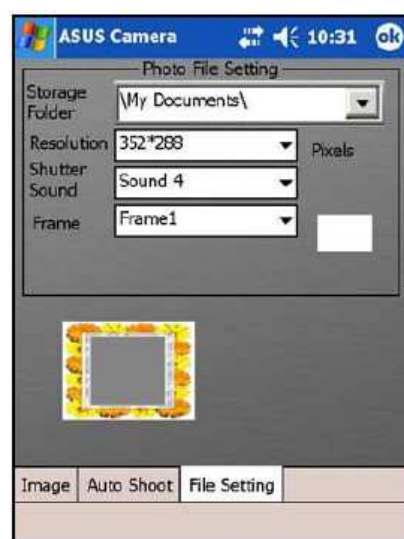 ASUS Camera 10:31 ok
Photo File Setting
Storage Folder \My Documents\
Resolution 352*288 Pixels
Shutter Sound Sound 4
Frame Frame1
Image Auto Shoot File Setting